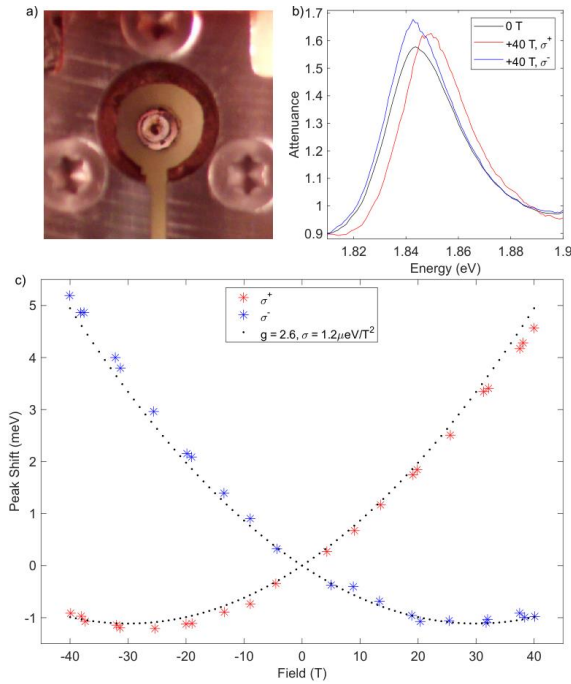 a)
b)
1.7
1.6
1.5
1.4
1.3
1.2
1.1
1
0.9
Attenuance
0 T
+40 T, σ+
+40 T, σ-
1.82 1.84 1.86 1.88 1.9
Energy (eV)
c)
5
4
3
2
1
0
-1
Peak Shift (meV)
σ+
σ-
g = 2.6, σ = 1.2μeV/T²
-40 -30 -20 -10 0 10 20 30 40
Field (T)